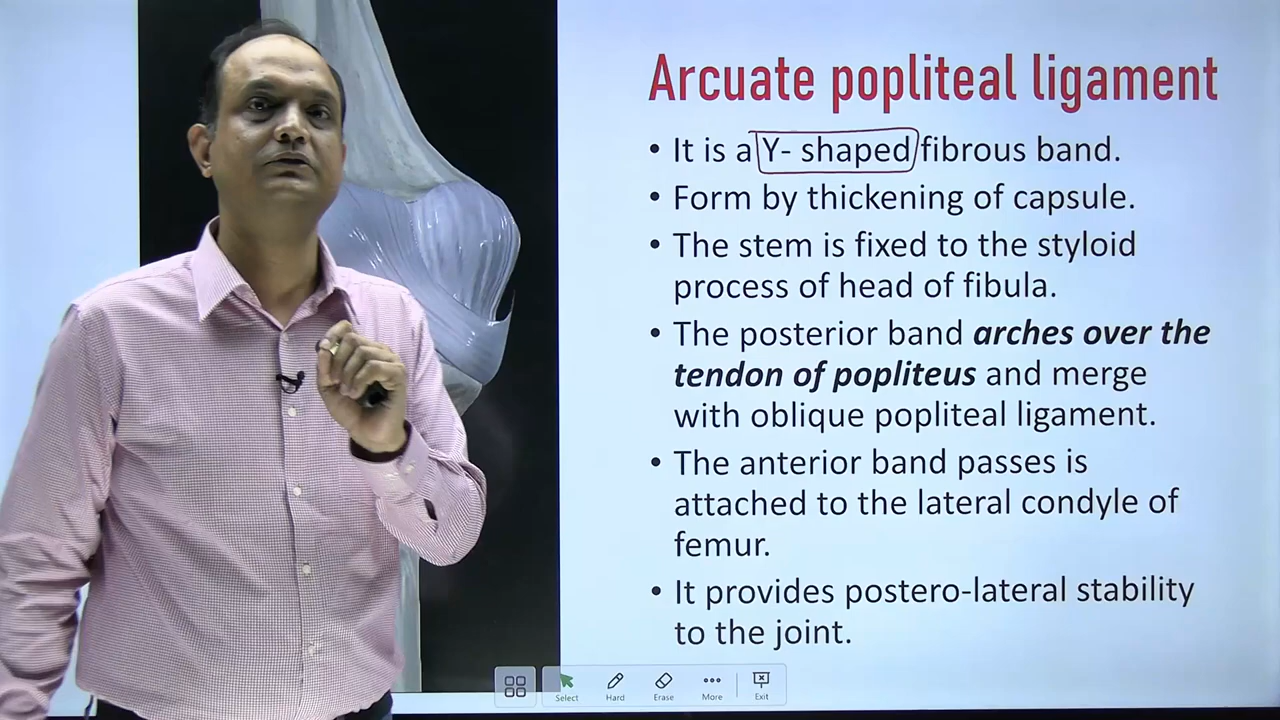 Arcuate popliteal ligament
• It is a Y- shaped fibrous band.
• Form by thickening of capsule.
• The stem is fixed to the styloid
process of head of fibula.
• The posterior band arches over the
tendon of popliteus and merge
with oblique popliteal ligament.
• The anterior band passes is
attached to the lateral condyle of
femur.
• It provides postero-lateral stability
to the joint.
Select Hard Erase More Exit